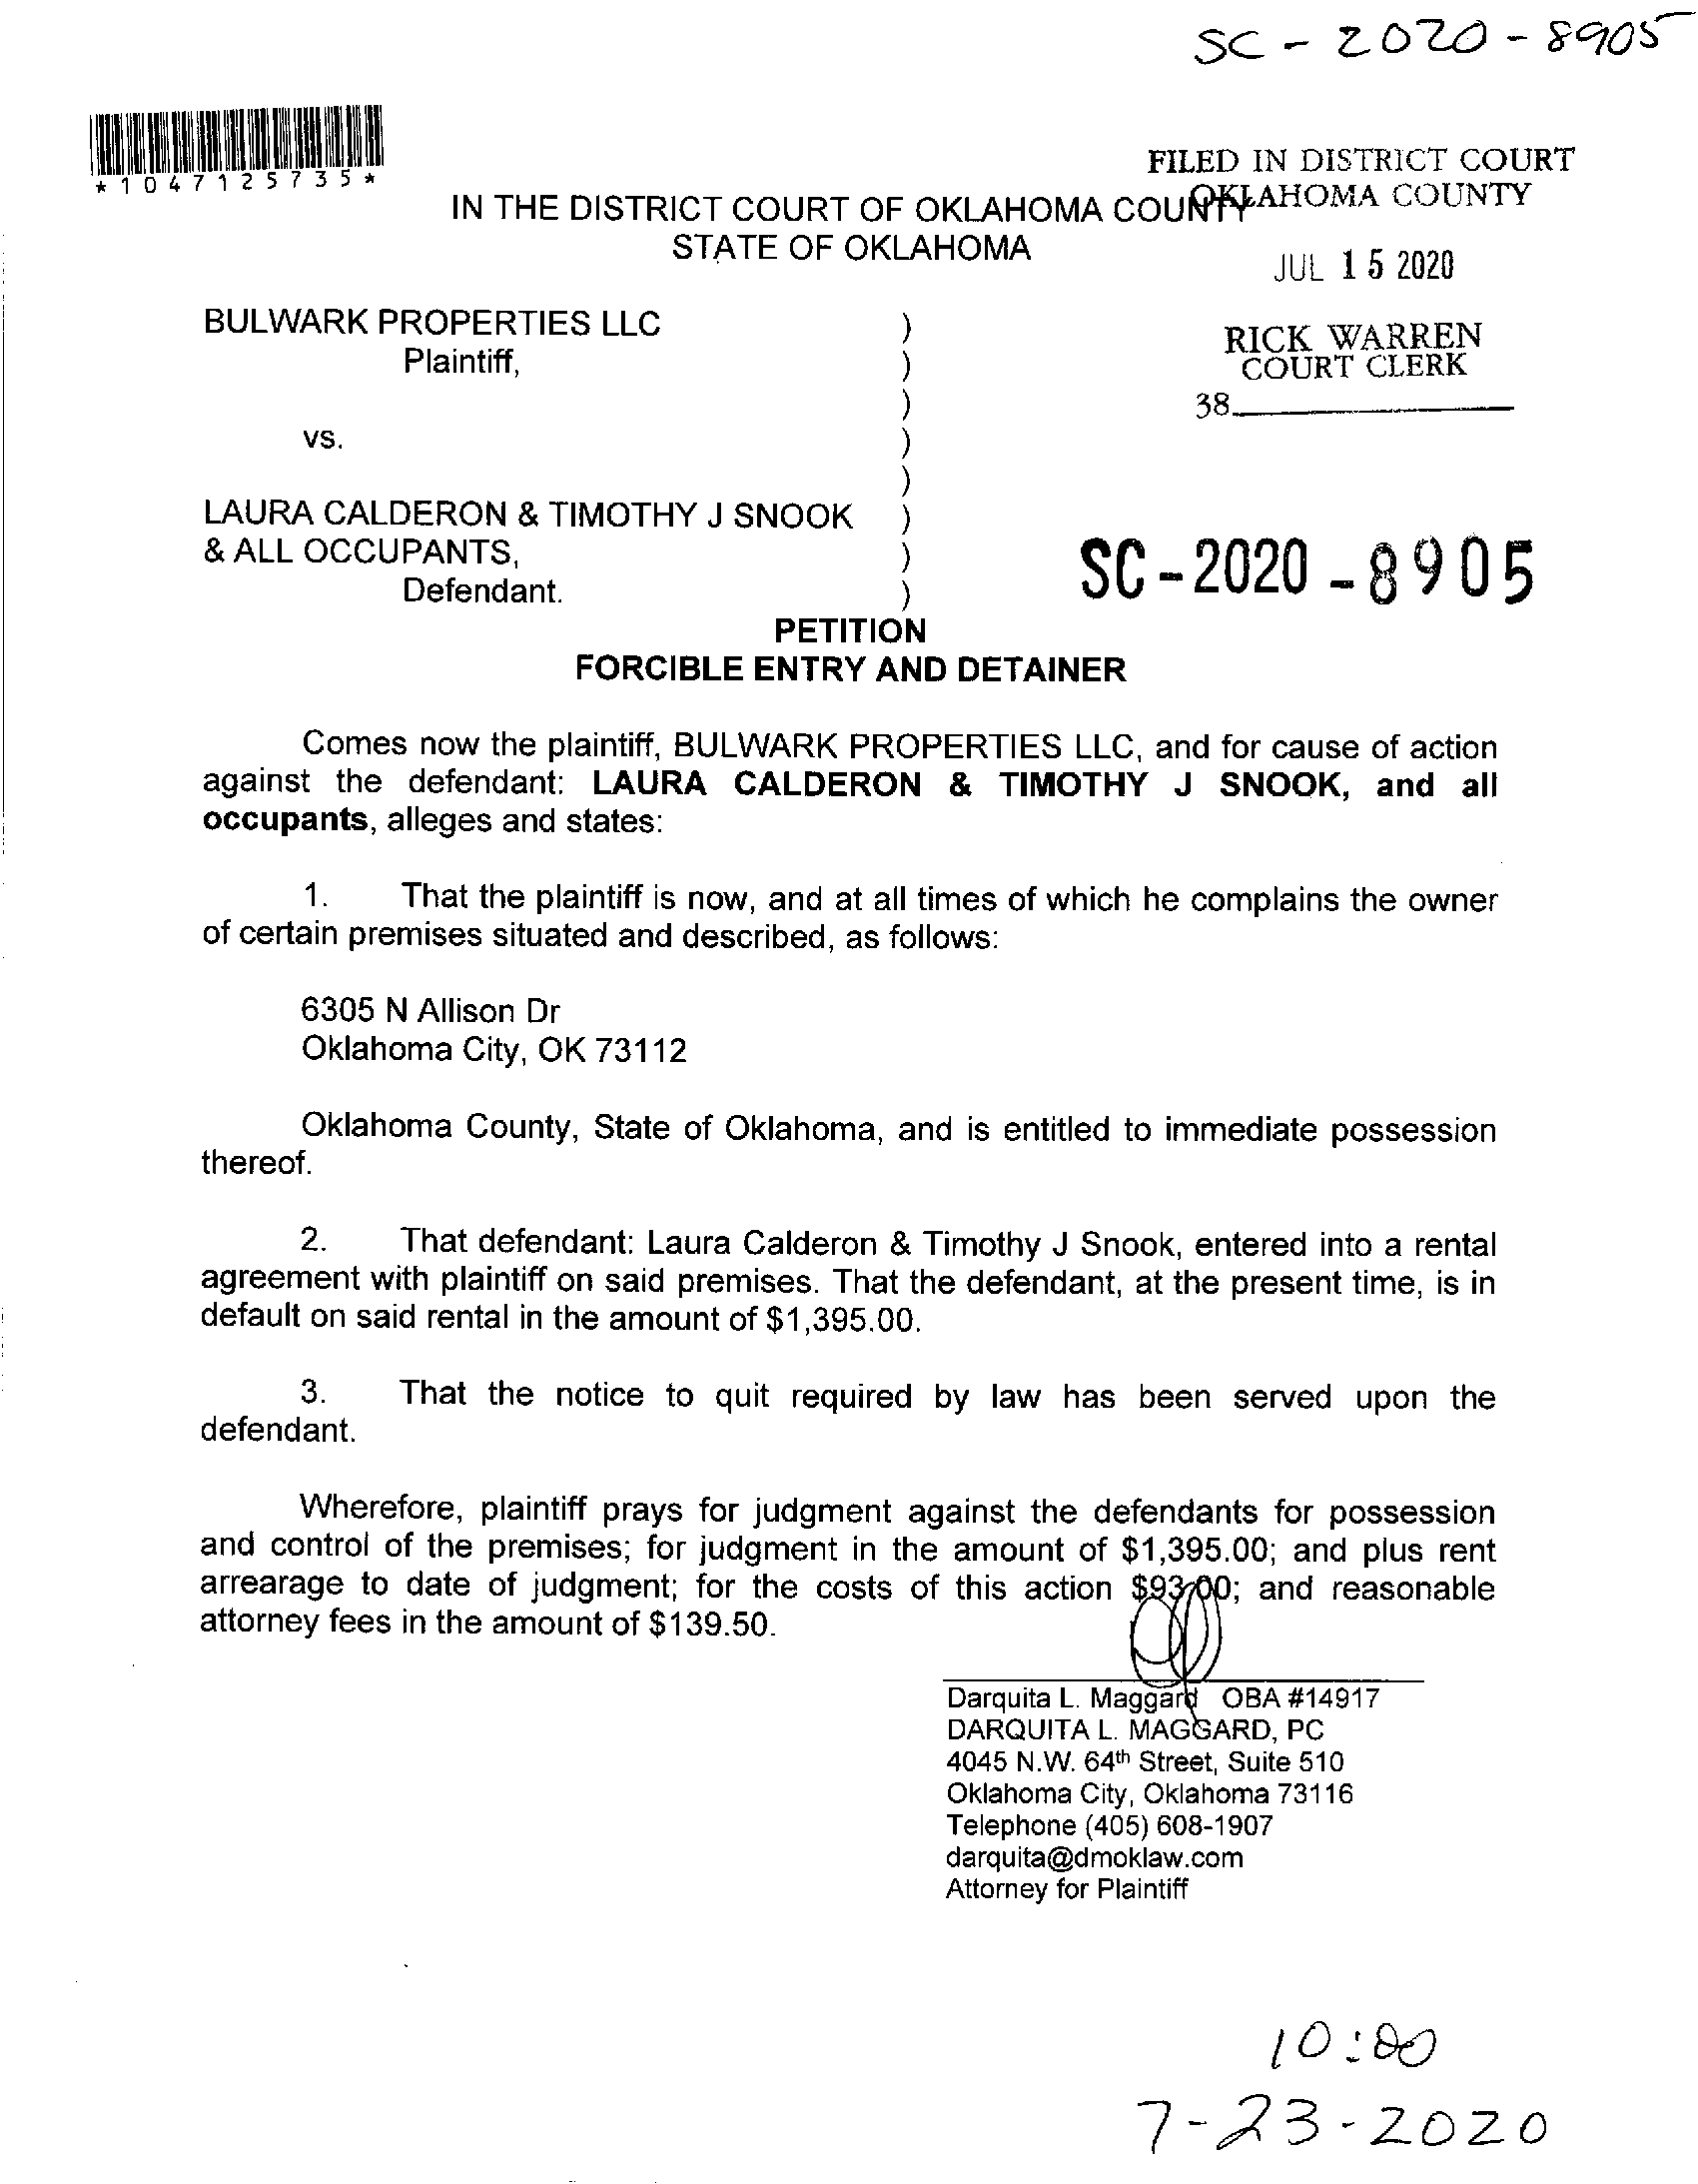 SC - 2020 - 8905
*1047125735*
FILED IN DISTRICT COURT
OKLAHOMA COUNTY
IN THE DISTRICT COURT OF OKLAHOMA COUNTY
STATE OF OKLAHOMA
JUL 15 2020
BULWARK PROPERTIES LLC )
Plaintiff, )
)
RICK WARREN
COURT CLERK
38
vs. )
)
LAURA CALDERON & TIMOTHY J SNOOK )
& ALL OCCUPANTS, )
Defendant. )
SC-2020-8905
PETITION
FORCIBLE ENTRY AND DETAINER
Comes now the plaintiff, BULWARK PROPERTIES LLC, and for cause of action
against the defendant: LAURA CALDERON & TIMOTHY J SNOOK, and all
occupants, alleges and states:
1. That the plaintiff is now, and at all times of which he complains the owner
of certain premises situated and described, as follows:
6305 N Allison Dr
Oklahoma City, OK 73112
Oklahoma County, State of Oklahoma, and is entitled to immediate possession
thereof.
2. That defendant: Laura Calderon & Timothy J Snook, entered into a rental
agreement with plaintiff on said premises. That the defendant, at the present time, is in
default on said rental in the amount of $1,395.00.
3. That the notice to quit required by law has been served upon the
defendant.
Wherefore, plaintiff prays for judgment against the defendants for possession
and control of the premises; for judgment in the amount of $1,395.00; and plus rent
arrearage to date of judgment; for the costs of this action $93.00; and reasonable
attorney fees in the amount of $139.50.
Darquita L. Maggard OBA #14917
DARQUITA L. MAGGARD, PC
4045 N.W. 64th Street, Suite 510
Oklahoma City, Oklahoma 73116
Telephone (405) 608-1907
darquita@dmoklaw.com
Attorney for Plaintiff
10:00
7-23-2020